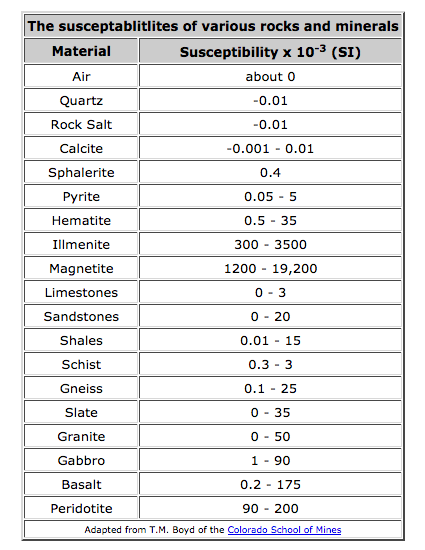 The susceptablitlites of various rocks and minerals
Material Susceptibility x 10-3 (SI)
Air about 0
Quartz -0.01
Rock Salt -0.01
Calcite -0.001 - 0.01
Sphalerite 0.4
Pyrite 0.05 - 5
Hematite 0.5 - 35
Illmenite 300 - 3500
Magnetite 1200 - 19,200
Limestones 0 - 3
Sandstones 0 - 20
Shales 0.01 - 15
Schist 0.3 - 3
Gneiss 0.1 - 25
Slate 0 - 35
Granite 0 - 50
Gabbro 1 - 90
Basalt 0.2 - 175
Peridotite 90 - 200
Adapted from T.M. Boyd of the Colorado School of Mines